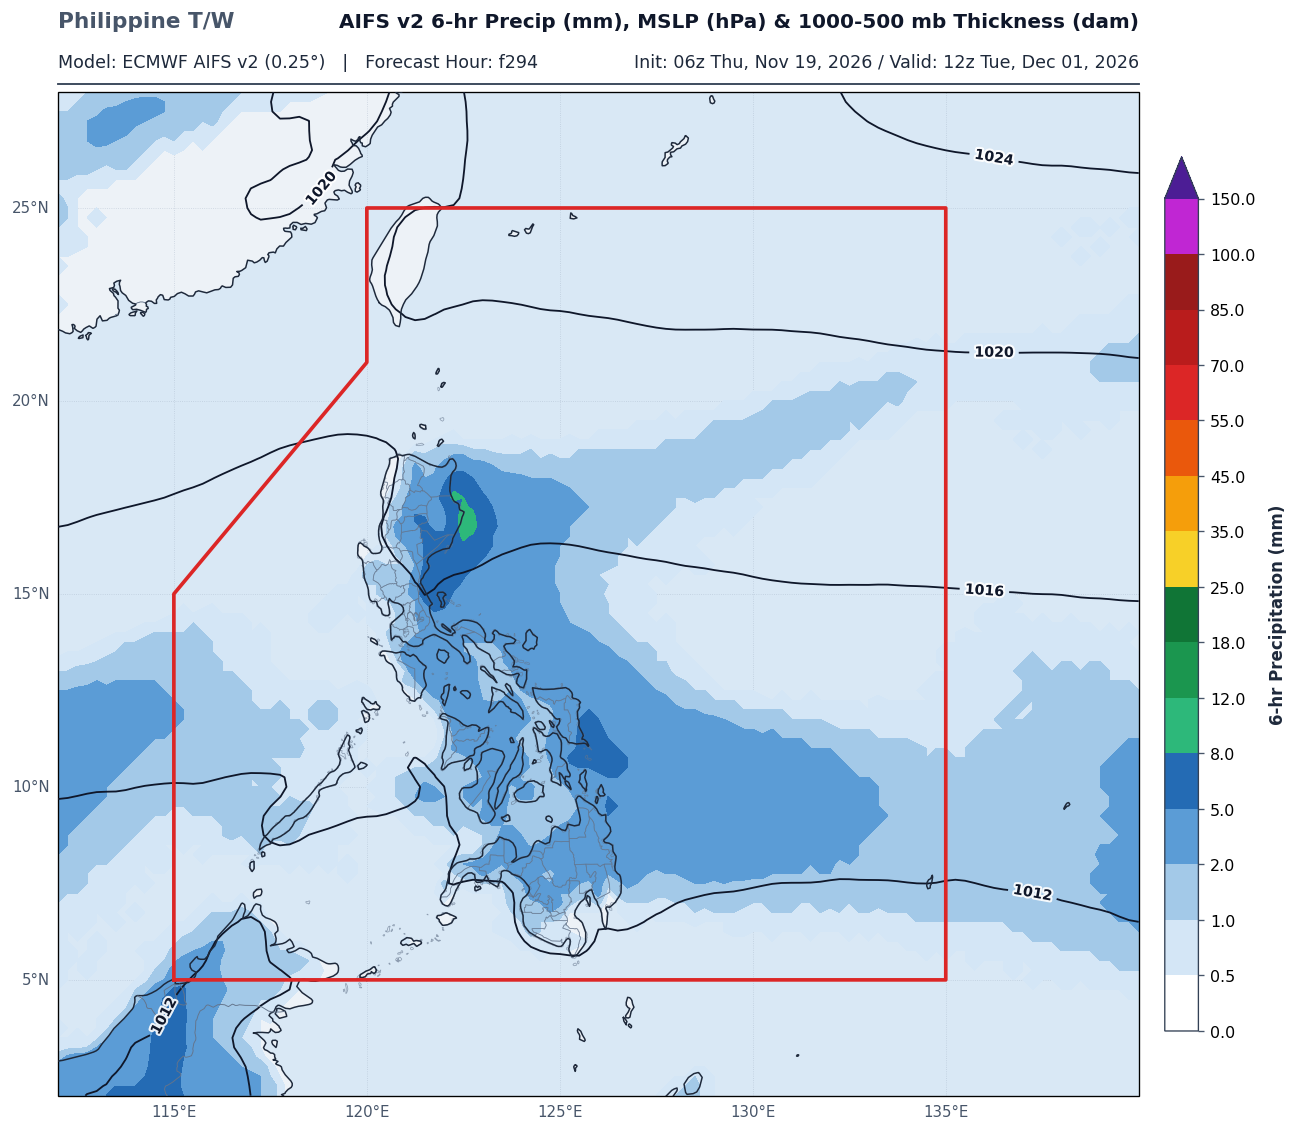 Philippine T/W
AIFS v2 6-hr Precip (mm), MSLP (hPa) & 1000-500 mb Thickness (dam)
Model: ECMWF AIFS v2 (0.25°) | Forecast Hour: f294
Init: 06z Thu, Nov 19, 2026 / Valid: 12z Tue, Dec 01, 2026
1024
1020
1020
1016
1012
1012
25°N
20°N
15°N
10°N
5°N
115°E
120°E
125°E
130°E
135°E
150.0
100.0
85.0
70.0
55.0
45.0
35.0
25.0
18.0
12.0
8.0
5.0
2.0
1.0
0.5
0.0
6-hr Precipitation (mm)